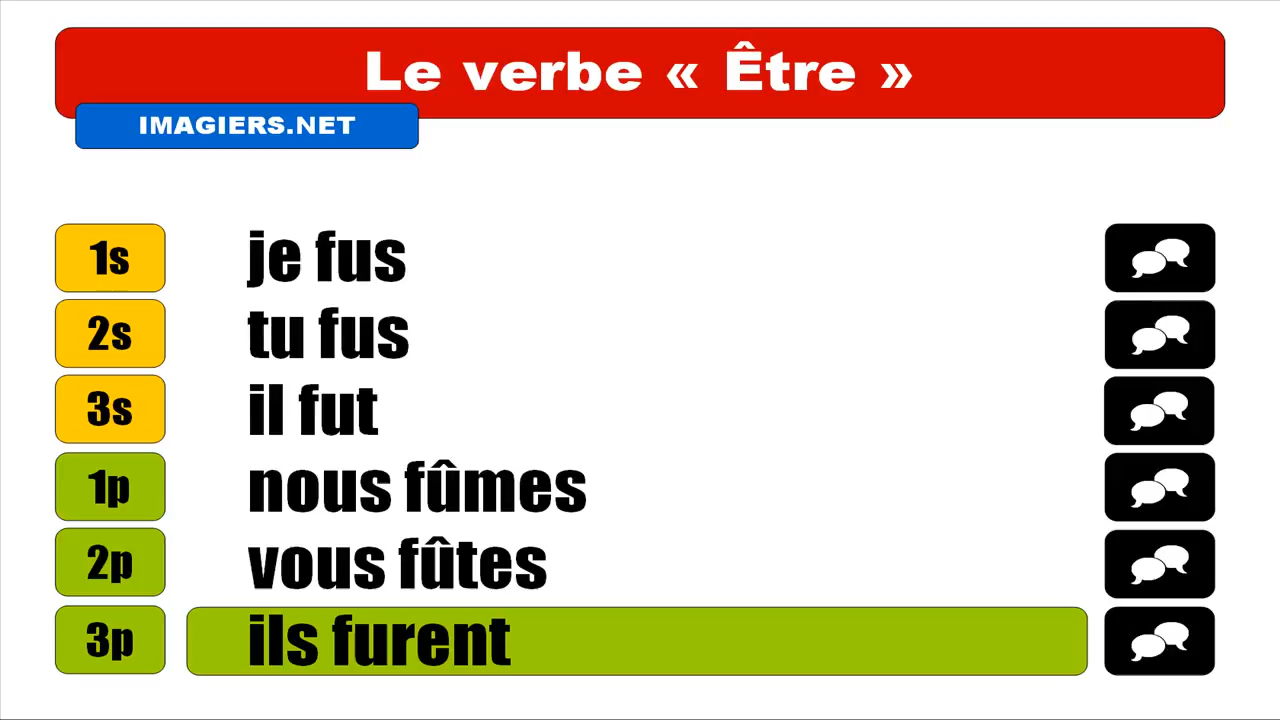 Le verbe « Être »
IMAGIERS.NET
1s je fus
2s tu fus
3s il fut
1p nous fûmes
2p vous fûtes
3p ils furent